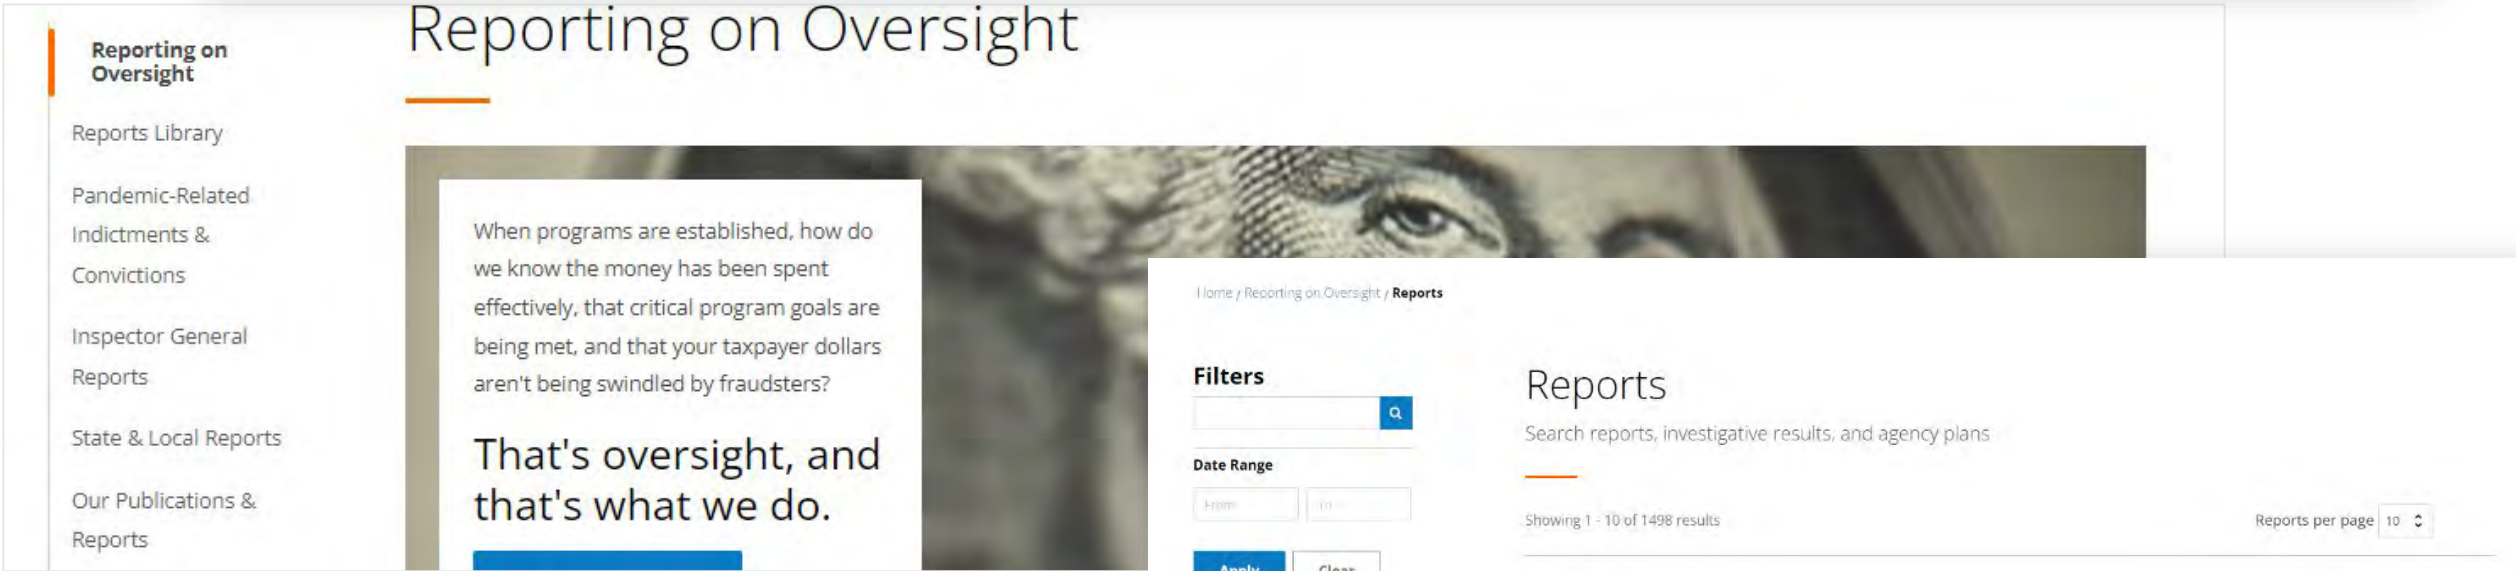 Reporting on Oversight
Reporting on
Oversight
Reports Library
Pandemic-Related
Indictments &
Convictions
Inspector General
Reports
State & Local Reports
Our Publications &
Reports
When programs are established, how do
we know the money has been spent
effectively, that critical program goals are
being met, and that your taxpayer dollars
aren't being swindled by fraudsters?
That's oversight, and
that's what we do.
Home / Reporting on Oversight / Reports
Filters
Date Range
From
To
Apply
Clear
Reports
Search reports, investigative results, and agency plans
Showing 1 - 10 of 1498 results
Reports per page 10